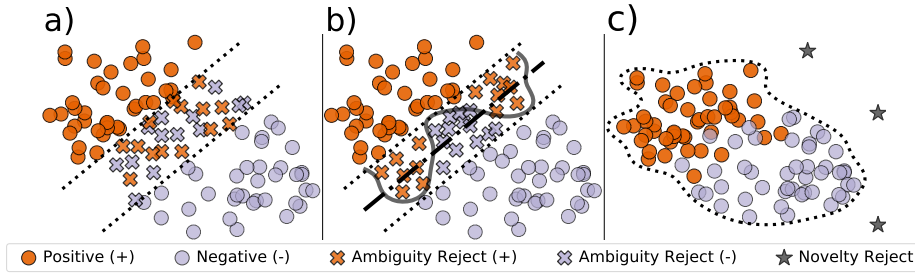 a)
b)
c)
Positive (+)
Negative (-)
Ambiguity Reject (+)
Ambiguity Reject (-)
Novelty Reject